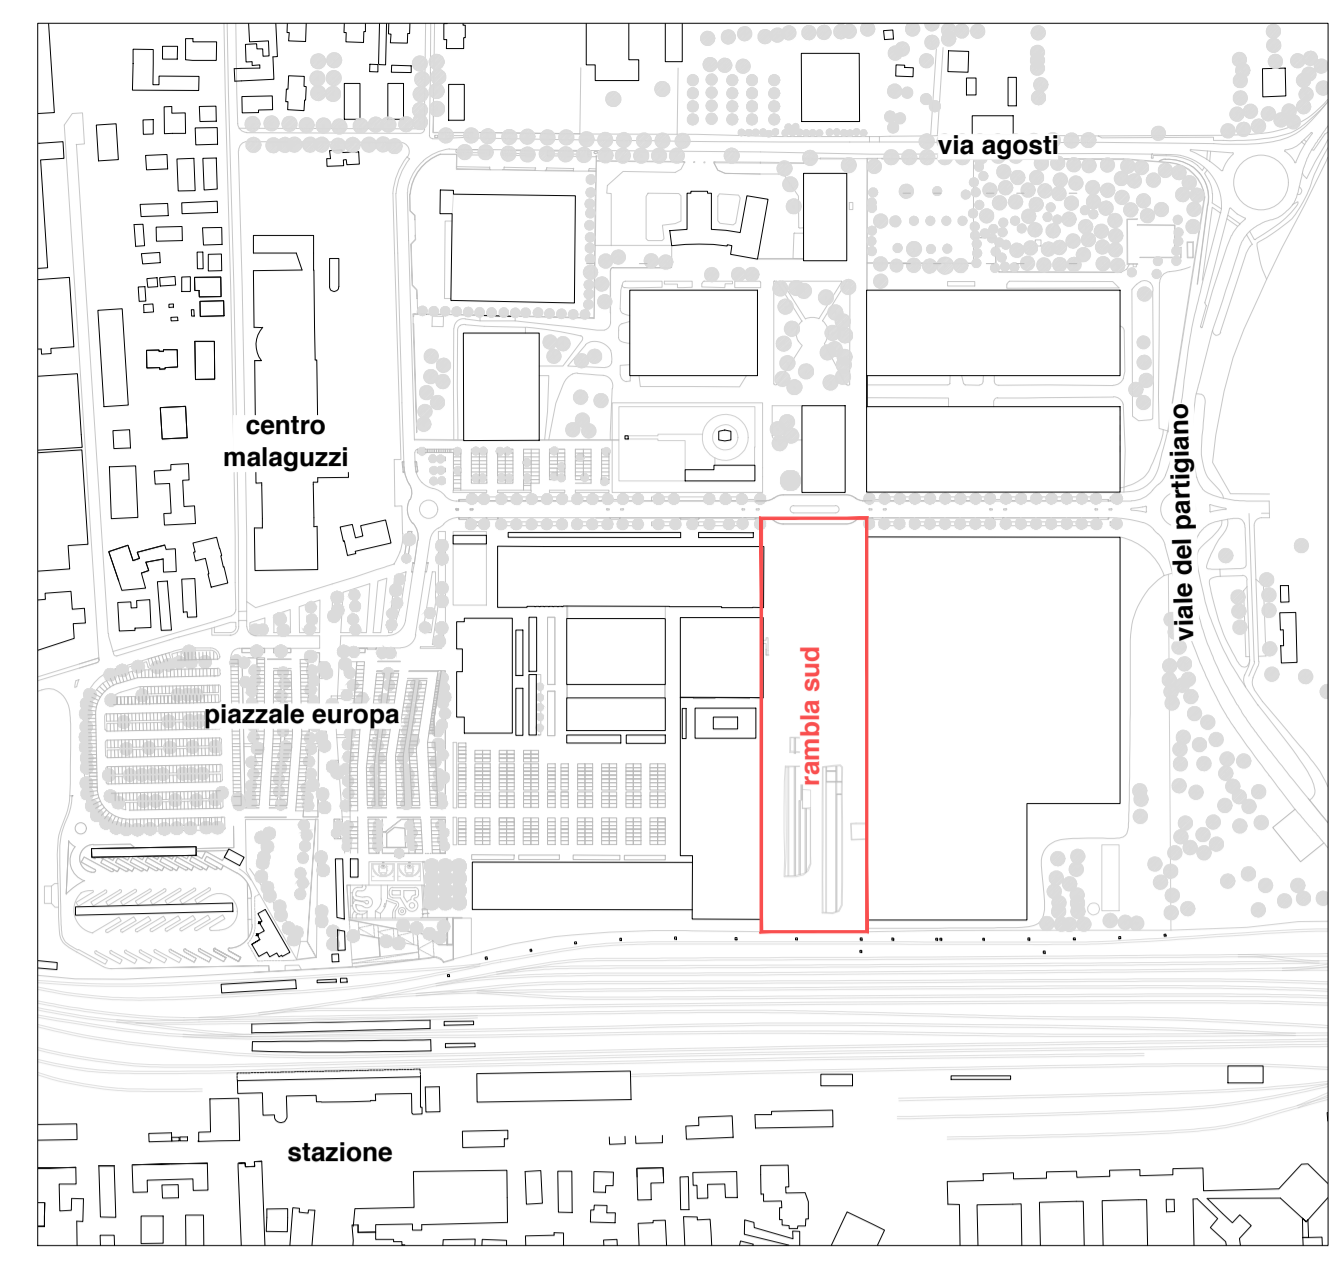 via agosti
centro
malaguzzi
viale del partigiano
rambla sud
piazzale europa
stazione